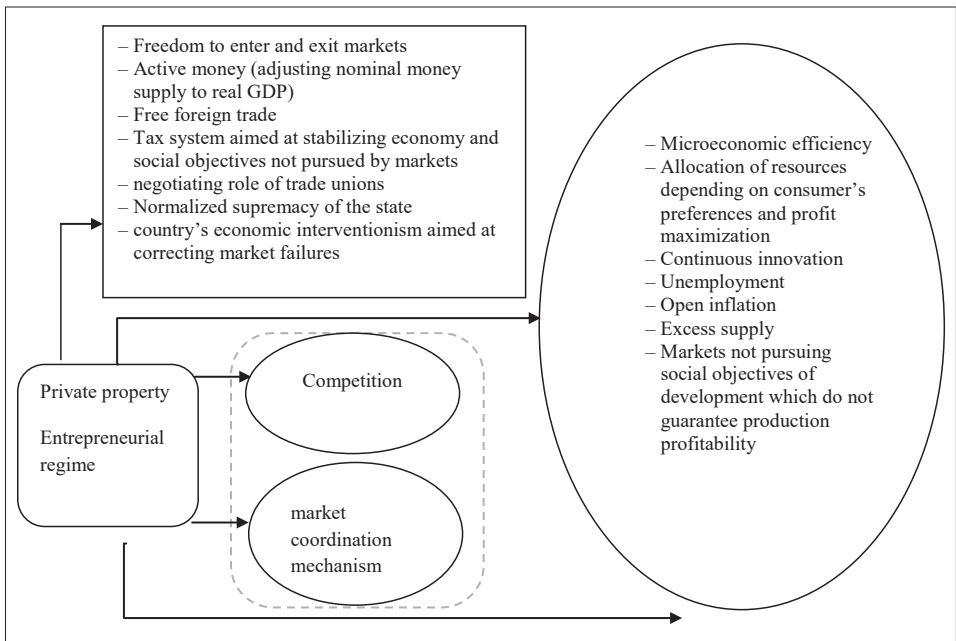 – Freedom to enter and exit markets
– Active money (adjusting nominal money
supply to real GDP)
– Free foreign trade
– Tax system aimed at stabilizing economy and
social objectives not pursued by markets
– negotiating role of trade unions
– Normalized supremacy of the state
– country’s economic interventionism aimed at
correcting market failures
– Microeconomic efficiency
– Allocation of resources
depending on consumer’s
preferences and profit
maximization
– Continuous innovation
– Unemployment
– Open inflation
– Excess supply
– Markets not pursuing
social objectives of
development which do not
guarantee production
profitability
Private property
Entrepreneurial
regime
Competition
market
coordination
mechanism